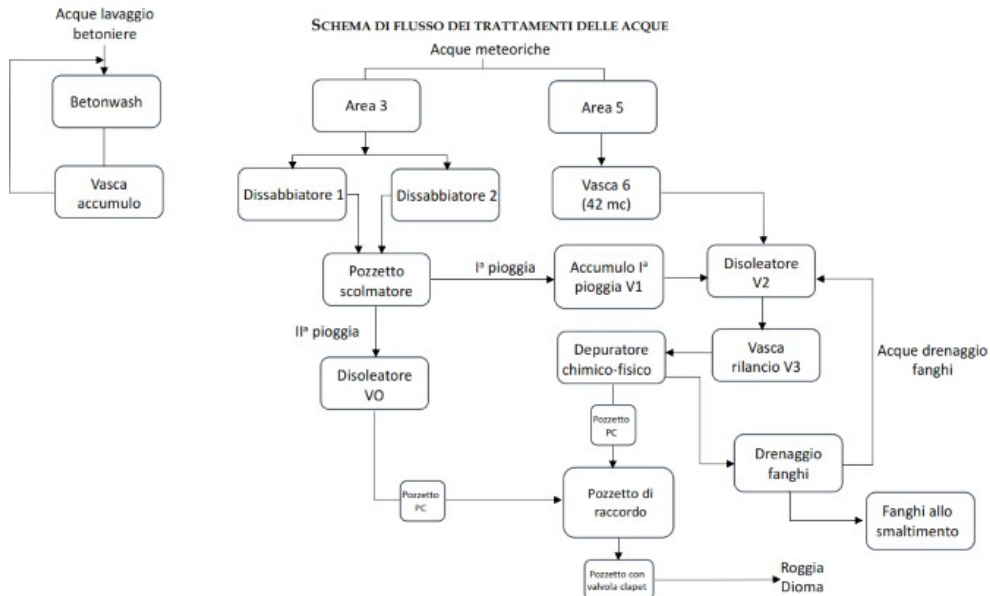 Acque lavaggio
betoniere
SCHEMA DI FLUSSO DEI TRATTAMENTI DELLE ACQUE
Acque meteoriche
Betonwash
Area 3
Area 5
Vasca
accumulo
Dissabbiatore 1
Dissabbiatore 2
Vasca 6
(42 mc)
Pozzetto
scolmatore
Iª pioggia
Accumulo Iª
pioggia V1
Disoleatore
V2
IIª pioggia
Disoleatore
VO
Depuratore
chimico-fisico
Vasca
rilancio V3
Acque drenaggio
fanghi
Pozzetto
PC
Drenaggio
fanghi
Pozzetto
PC
Pozzetto di
raccordo
Fanghi allo
smaltimento
Pozzetto con
valvola clapet
Roggia
Dioma